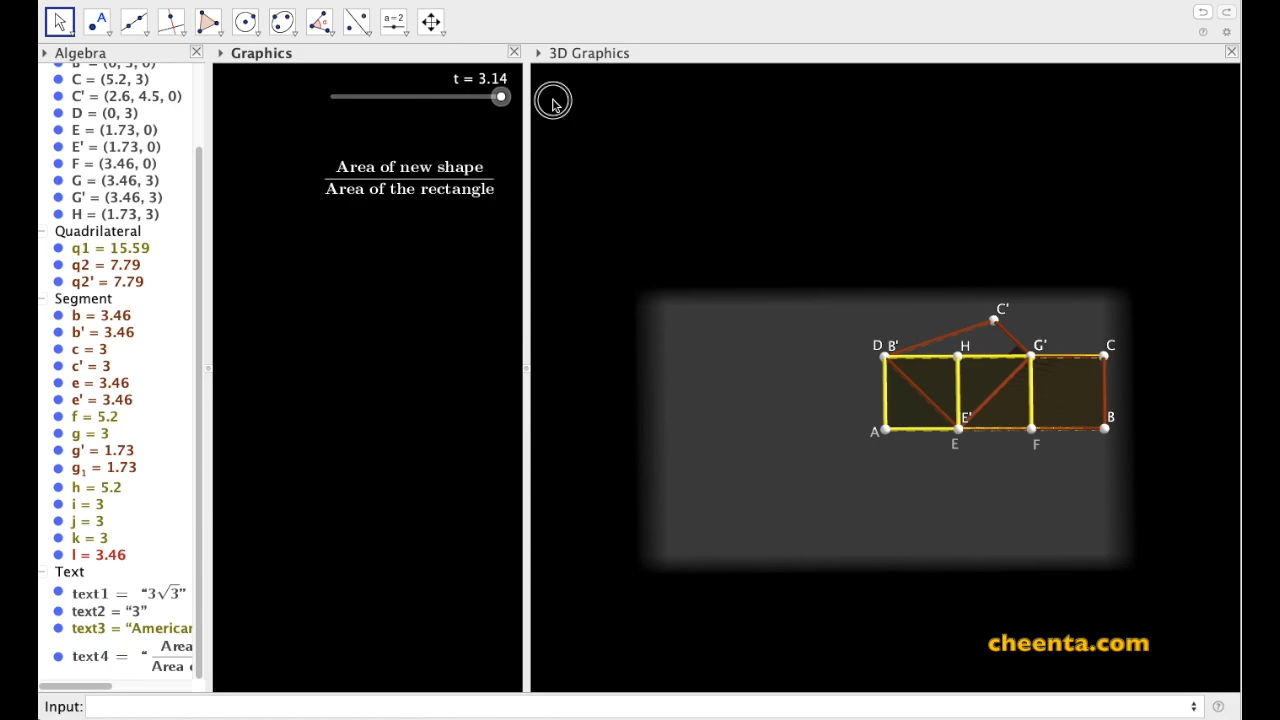 Algebra
Graphics
3D Graphics
C = (5.2, 3)
C' = (2.6, 4.5, 0)
D = (0, 3)
E = (1.73, 0)
E' = (1.73, 0)
F = (3.46, 0)
G = (3.46, 3)
G' = (3.46, 3)
H = (1.73, 3)
Quadrilateral
q1 = 15.59
q2 = 7.79
q2' = 7.79
Segment
b = 3.46
b' = 3.46
c = 3
c' = 3
e = 3.46
e' = 3.46
f = 5.2
g = 3
g' = 1.73
g₁ = 1.73
h = 5.2
i = 3
j = 3
k = 3
l = 3.46
Text
text1 = “3√3”
text2 = “3”
text3 = “American
text4 = “ Area
Area
t = 3.14
Area of new shape
Area of the rectangle
C'
D B' H G' C
E' B
A E F
cheenta.com
Input:
a=2